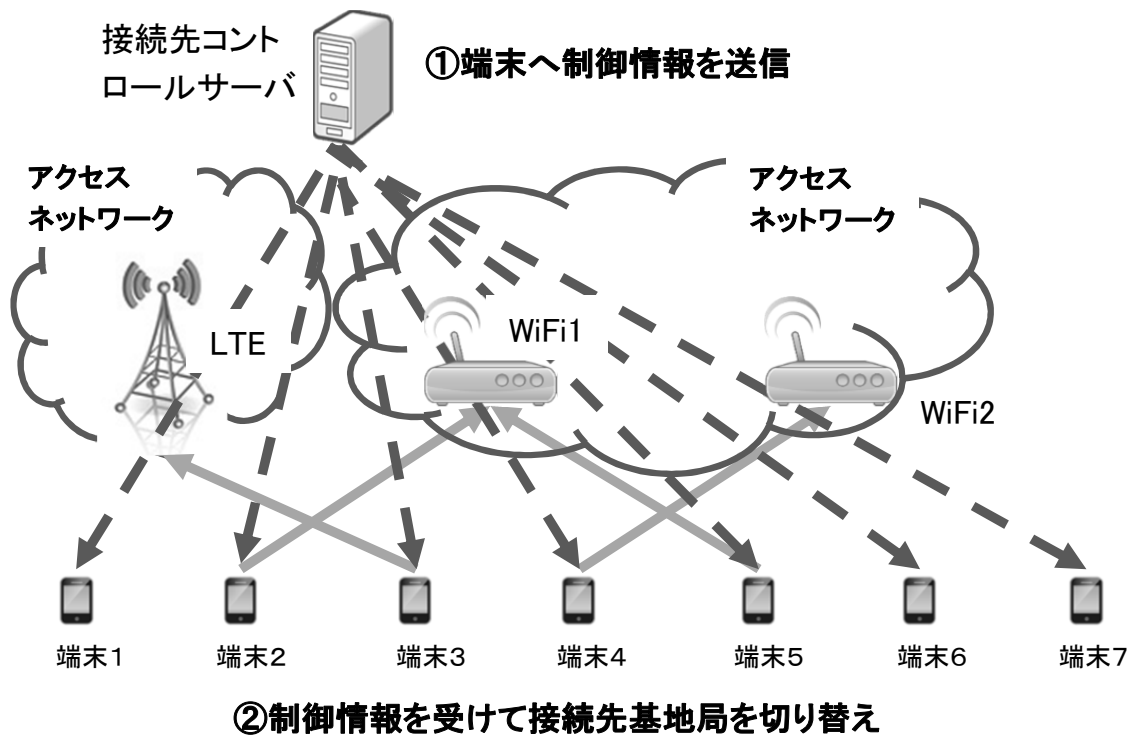 接続先コント
ロールサーバ
①端末へ制御情報を送信
アクセス
ネットワーク
アクセス
ネットワーク
LTE
WiFi1
WiFi2
端末1
端末2
端末3
端末4
端末5
端末6
端末7
②制御情報を受けて接続先基地局を切り替え